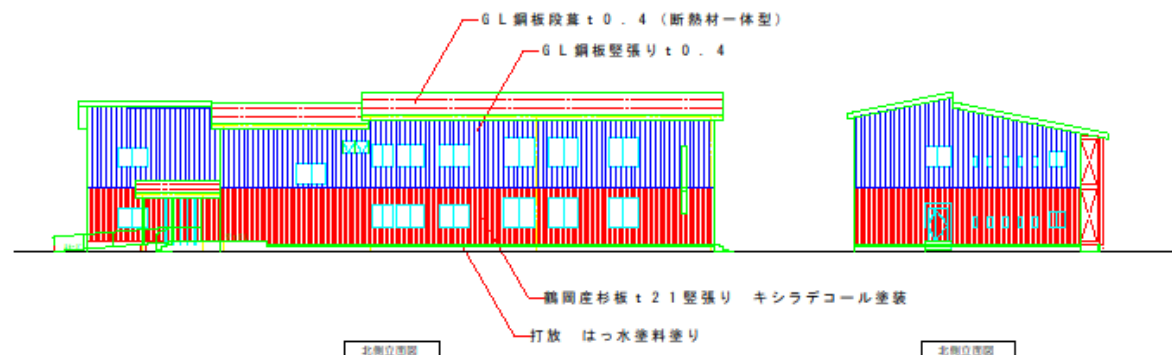 GL鋼板段葺t0.4(断熱材一体型)
GL鋼板竪張りt0.4
鶴岡産杉板t21竪張り キシラデコール塗装
打放 はっ水塗料塗り
北側立面図
北側立面図